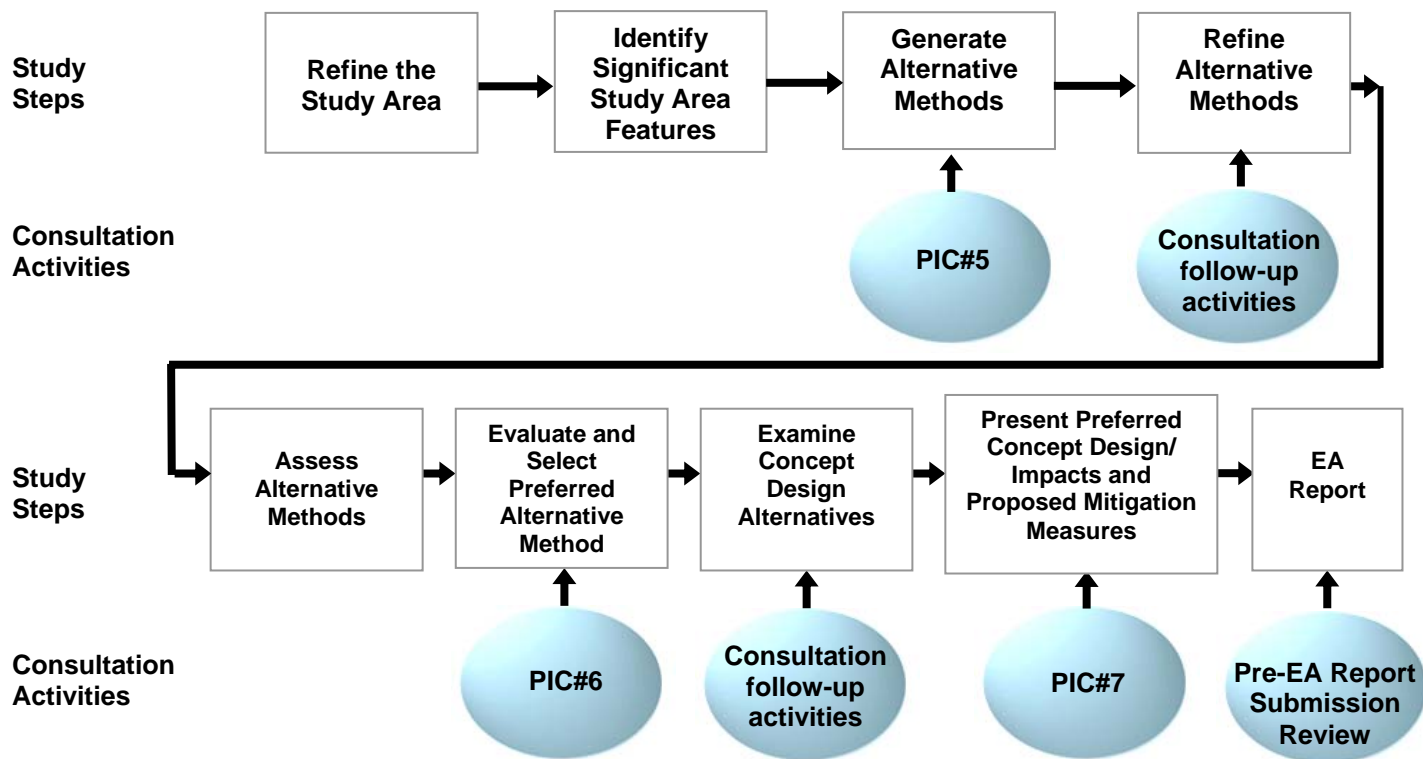 Study
Steps
Refine the
Study Area
Identify
Significant
Study Area
Features
Generate
Alternative
Methods
Refine
Alternative
Methods
Consultation
Activities
PIC#5
Consultation
follow-up
activities
Study
Steps
Assess
Alternative
Methods
Evaluate and
Select
Preferred
Alternative
Method
Examine
Concept
Design
Alternatives
Present Preferred
Concept Design/
Impacts and
Proposed Mitigation
Measures
EA
Report
Consultation
Activities
PIC#6
Consultation
follow-up
activities
PIC#7
Pre-EA Report
Submission
Review